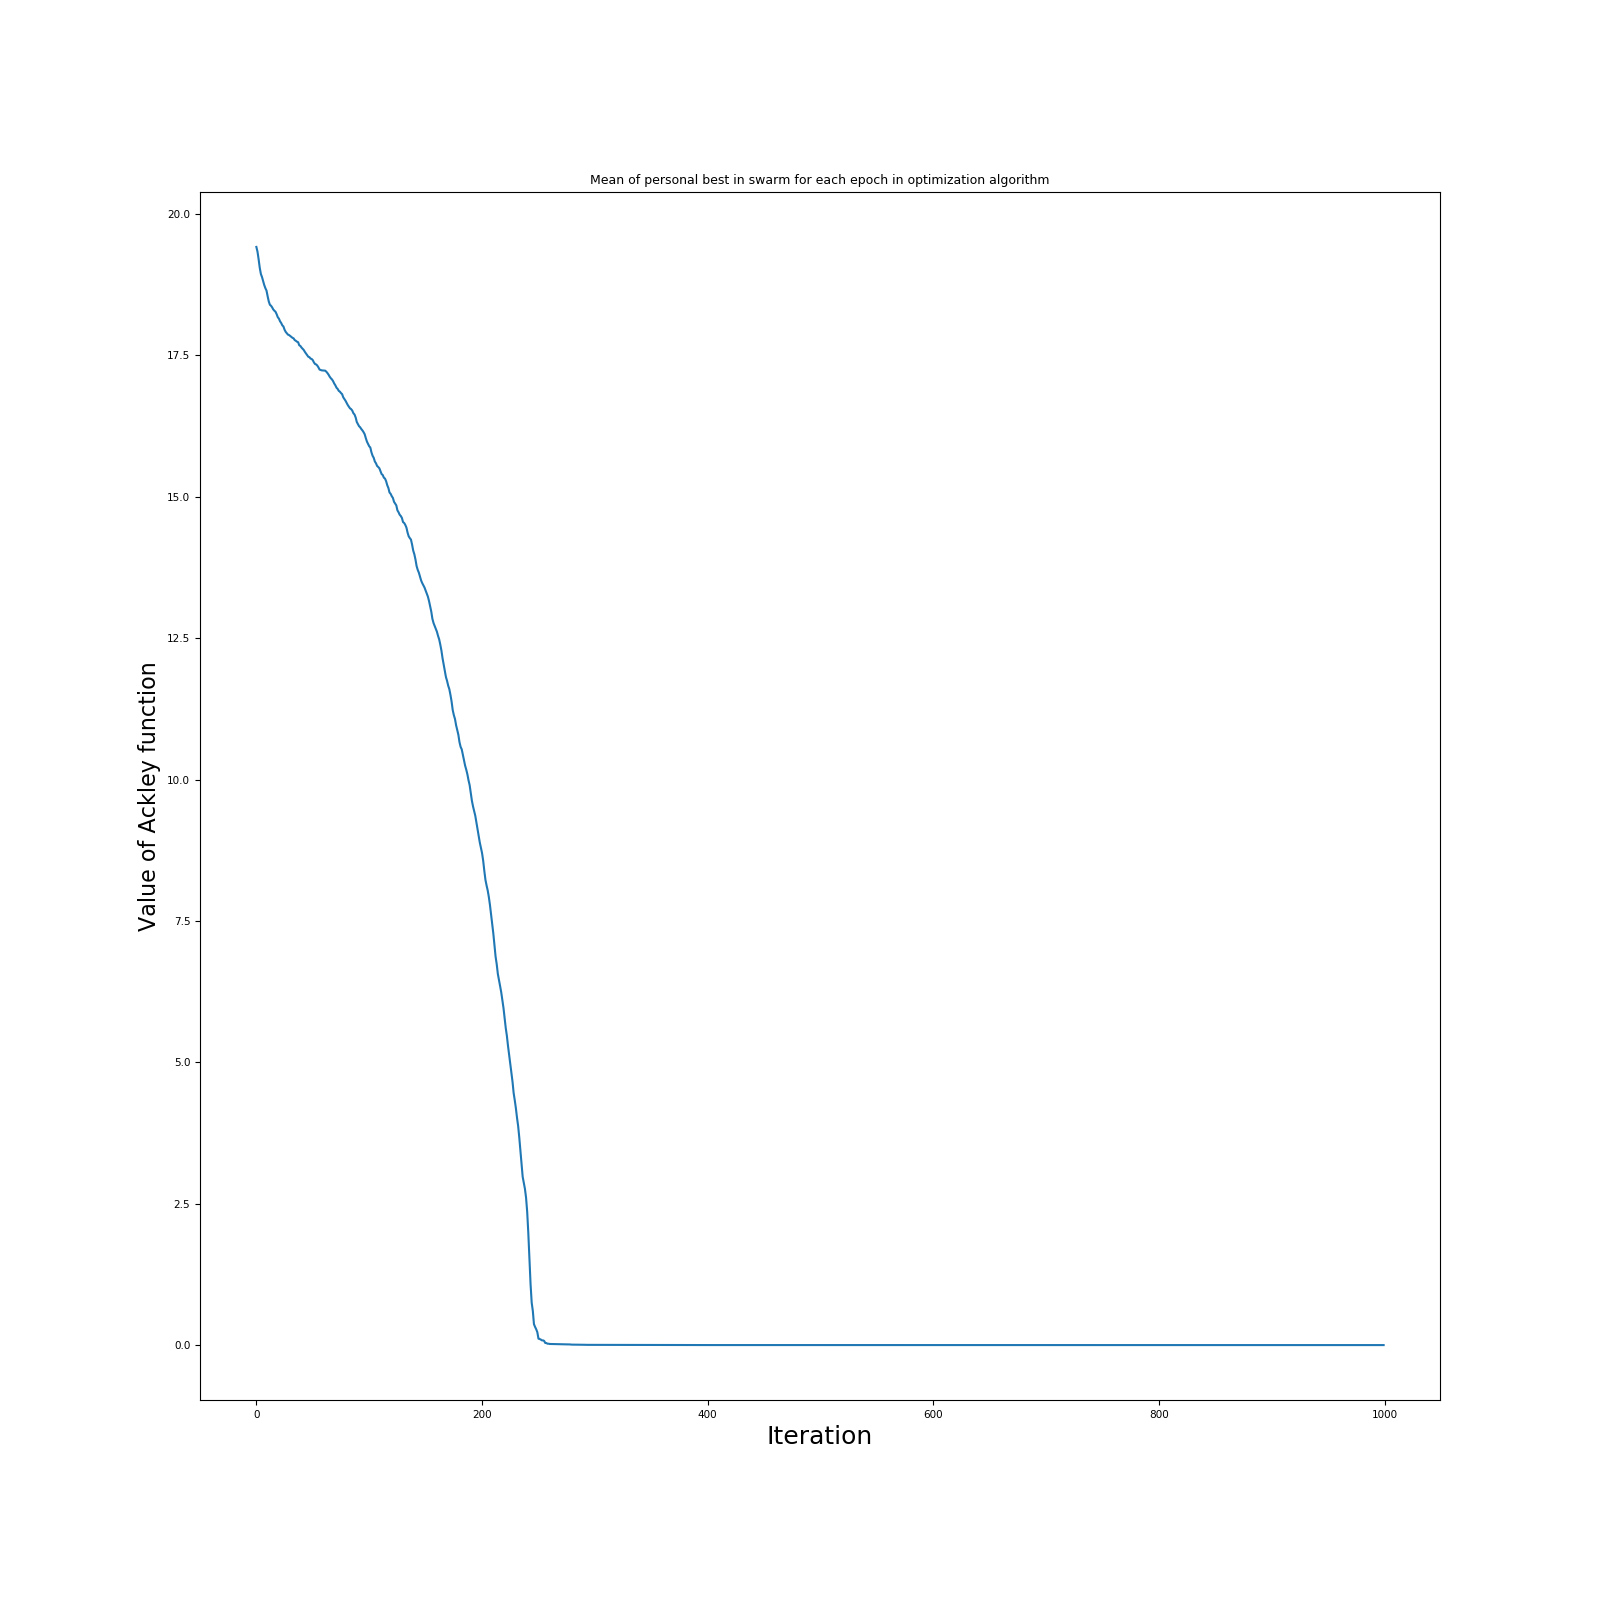 Mean of personal best in swarm for each epoch in optimization algorithm
20.0
17.5
15.0
12.5
10.0
7.5
5.0
2.5
0.0
Value of Ackley function
0 200 400 600 800 1000
Iteration